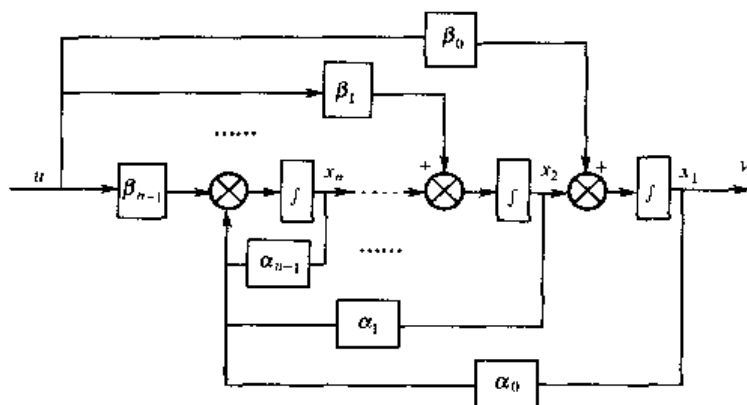 β₀
β₁
......
u
βₙ₋₁
∫
xₙ
+
∫
x₂
+
∫
x₁
y
αₙ₋₁
......
α₁
α₀